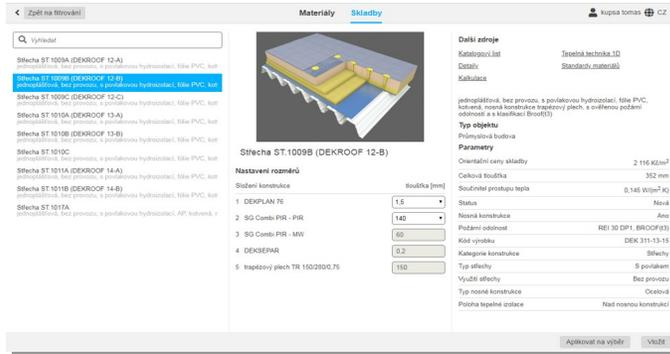 Zpět na filtrování
Materiály
Skladby
kupsa tomas
CZ
Vyhledat
Střecha ST.1009A (DEKROOF 12-A)
jednoplášťová, bez provozu, s povlakovou hydroizolací, fólie PVC, kotv
Střecha ST.1009B (DEKROOF 12-B)
jednoplášťová, bez provozu, s povlakovou hydroizolací, fólie PVC, kotv
Střecha ST.1009C (DEKROOF 12-C)
jednoplášťová, bez provozu, s povlakovou hydroizolací, fólie PVC, kotv
Střecha ST.1010A (DEKROOF 13-A)
jednoplášťová, bez provozu, s povlakovou hydroizolací, fólie PVC, kotv
Střecha ST.1010B (DEKROOF 13-B)
jednoplášťová, bez provozu, s povlakovou hydroizolací, fólie PVC, kotv
Střecha ST.1010C
jednoplášťová, bez provozu, s povlakovou hydroizolací, fólie PVC, kotv
Střecha ST.1011A (DEKROOF 14-A)
jednoplášťová, bez provozu, s povlakovou hydroizolací, fólie PVC, kotv
Střecha ST.1011B (DEKROOF 14-B)
jednoplášťová, bez provozu, s povlakovou hydroizolací, fólie PVC, kotv
Střecha ST.1017A
jednoplášťová, bez provozu, s povlakovou hydroizolací, AP, kotvená, r
Střecha ST.1009B (DEKROOF 12-B)
Nastavení rozměrů
Složení konstrukce tloušťka [mm]
1 DEKPLAN 76 1,5
2 SG Combi PIR - PIR 140
3 SG Combi PIR - MW 60
4 DEKSEPAR 0,2
5 trapézový plech TR 150/280/0,75 150
Další zdroje
Katalogový list Tepelná technika 1D
Detaily Standardy materiálů
Kalkulace
jednoplášťová, bez provozu, s povlakovou hydroizolací, fólie PVC,
kotvená, nosná konstrukce trapézový plech, s ověřenou požární
odolností a s klasifikací Broof(t3)
Typ objektu
Průmyslová budova
Parametry
Orientační ceny skladby 2 116 Kč/m²
Celková tloušťka 352 mm
Součinitel prostupu tepla 0,145 W/(m² K)
Status Nová
Nosná konstrukce Ano
Požární odolnost REI 30 DP1, BROOF(t3)
Kód výrobku DEK 311-13-15
Kategorie konstrukce Střechy
Typ střechy S povlakem
Využití střechy Bez provozu
Typ nosné konstrukce Ocelová
Poloha tepelné izolace Nad nosnou konstrukcí
Aplikovat na výběr
Vložit